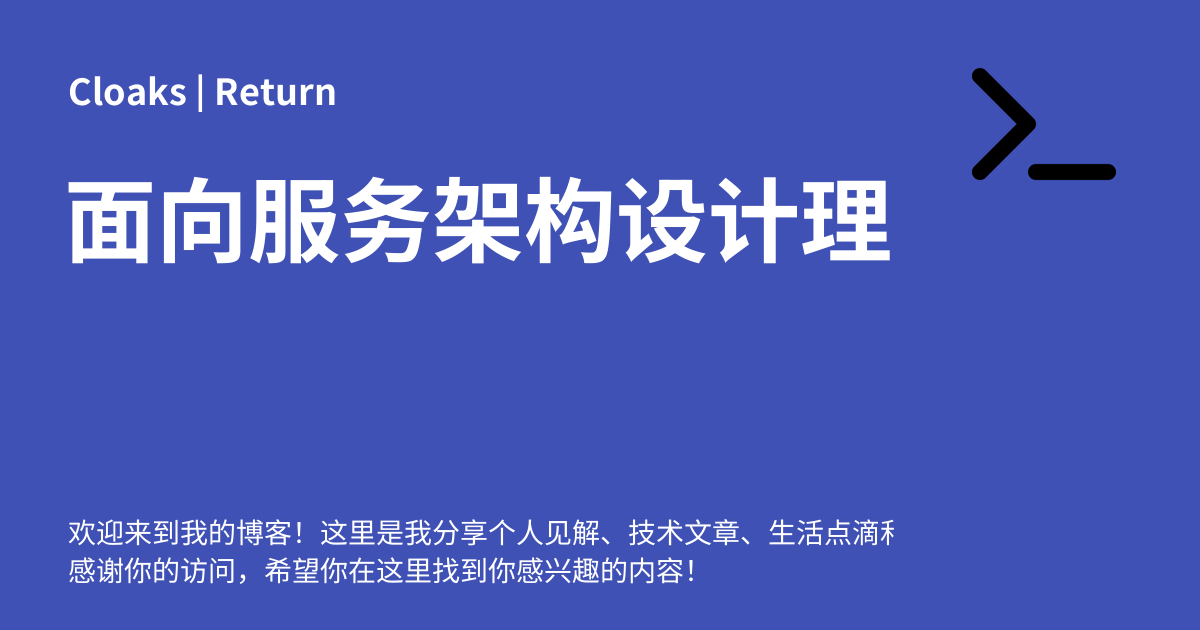 Cloaks | Return
面向服务架构设计理
欢迎来到我的博客！这里是我分享个人见解、技术文章、生活点滴
感谢你的访问，希望你在这里找到你感兴趣的内容！